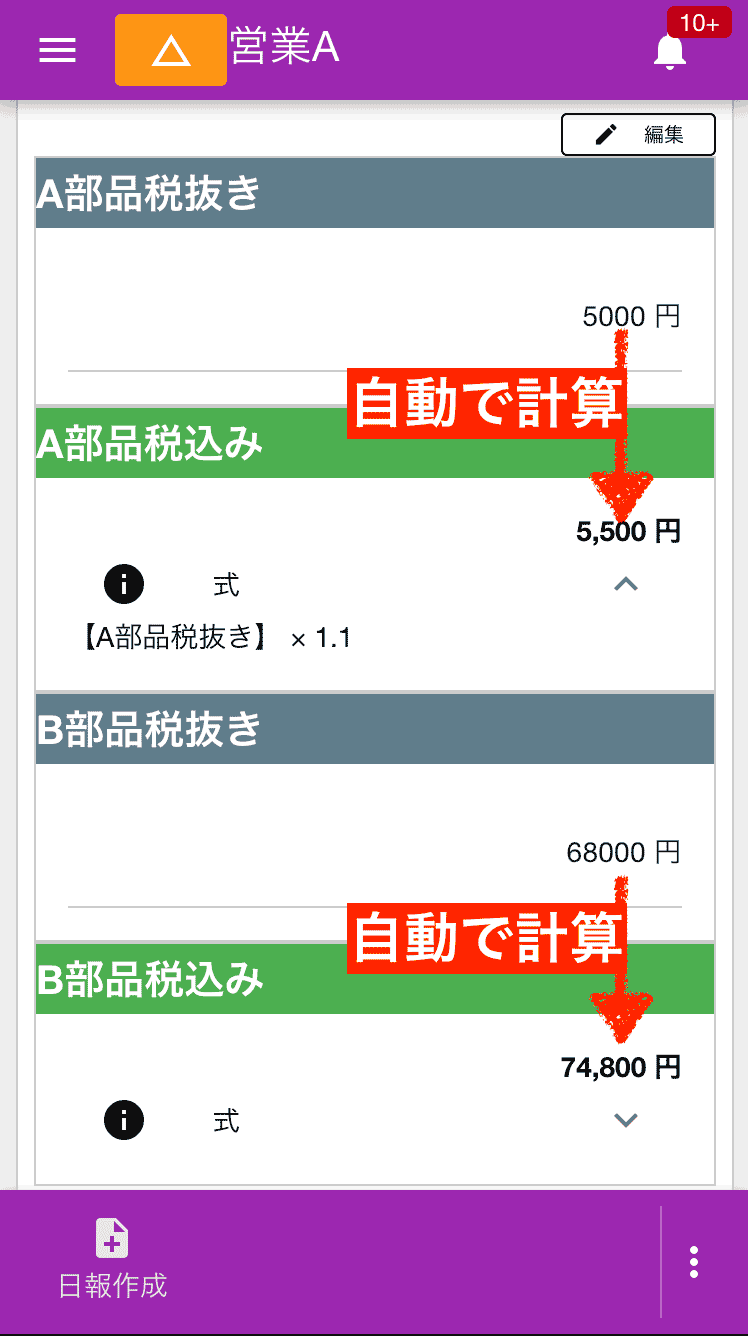 10+
営業A
編集
A部品税抜き
5000 円
自動で計算
A部品税込み
5,500 円
式
【A部品税抜き】 × 1.1
B部品税抜き
68000 円
自動で計算
B部品税込み
74,800 円
式
日報作成